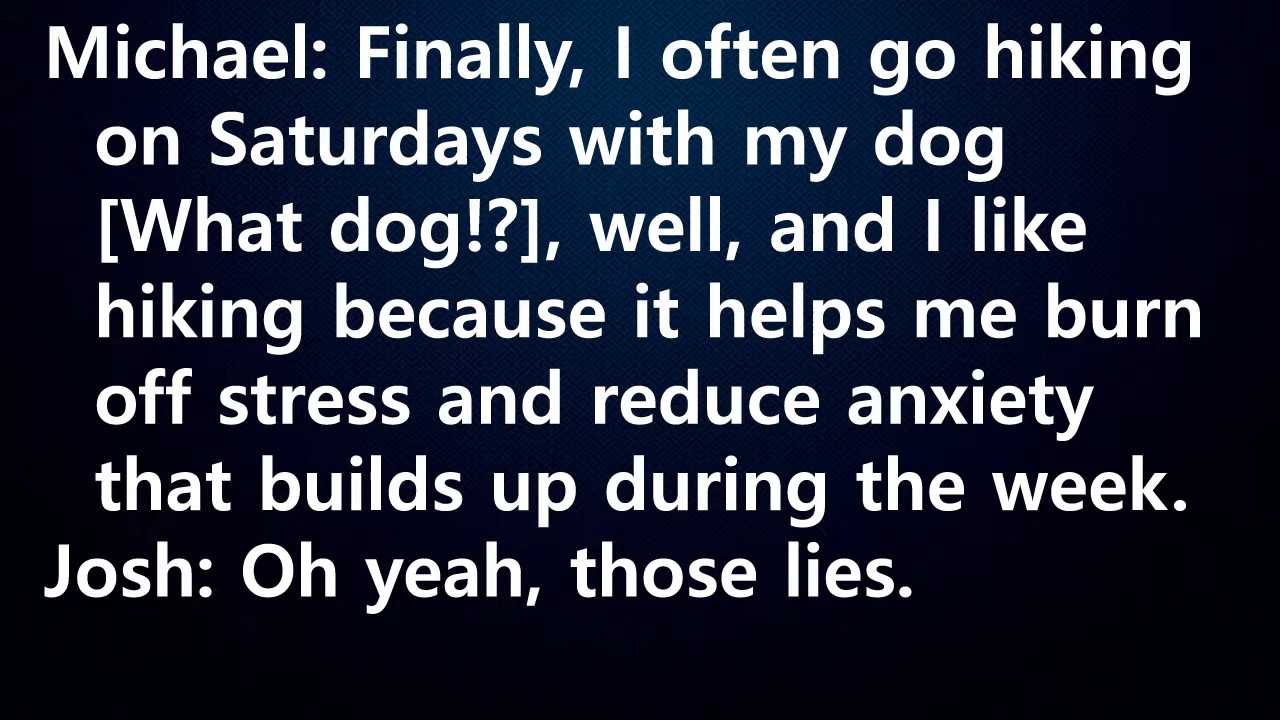 Michael: Finally, I often go hiking
on Saturdays with my dog
[What dog!?], well, and I like
hiking because it helps me burn
off stress and reduce anxiety
that builds up during the week.
Josh: Oh yeah, those lies.